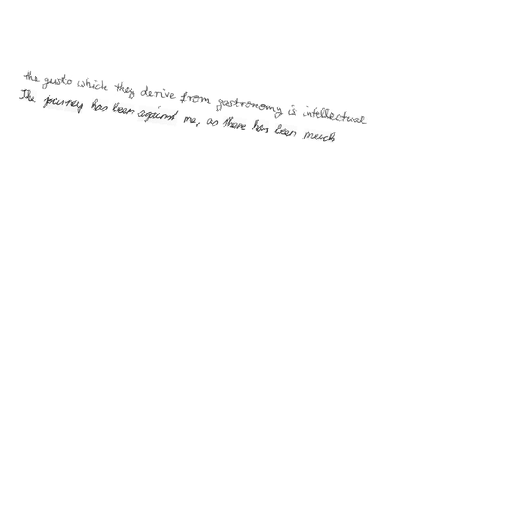 the gusto which they derive from gastronomy is intellectual
The journey has been against me, as there has been much